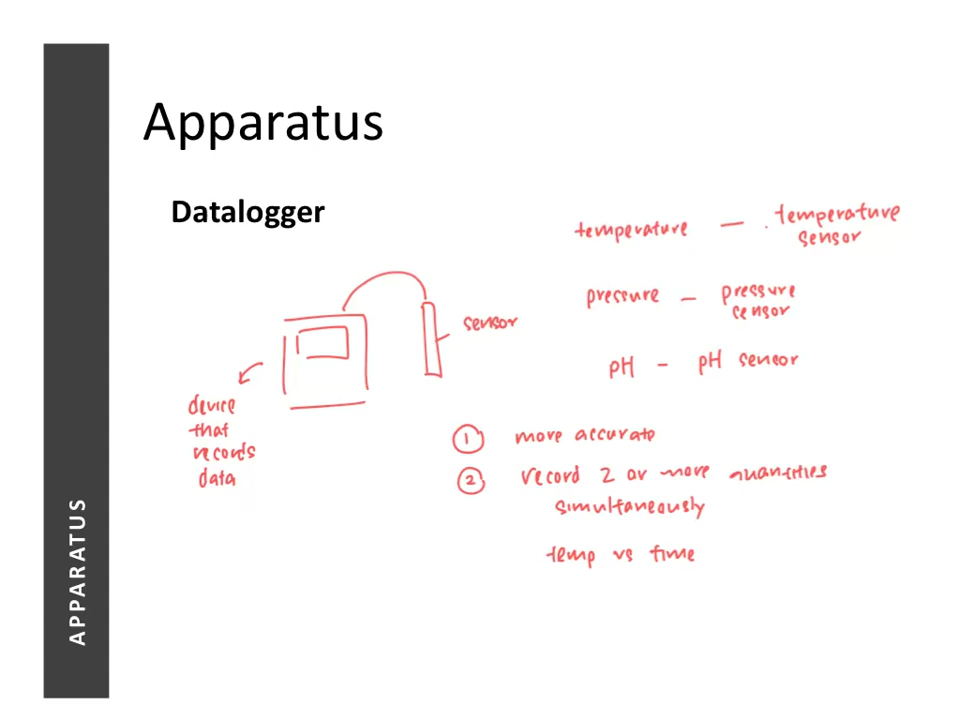 Apparatus
Datalogger
temperature — temperature
sensor
pressure — pressure
sensor
pH – pH sensor
sensor
device
that
records
data
① more accurate
② record 2 or more quantities
simultaneously
temp vs time
APPARATUS